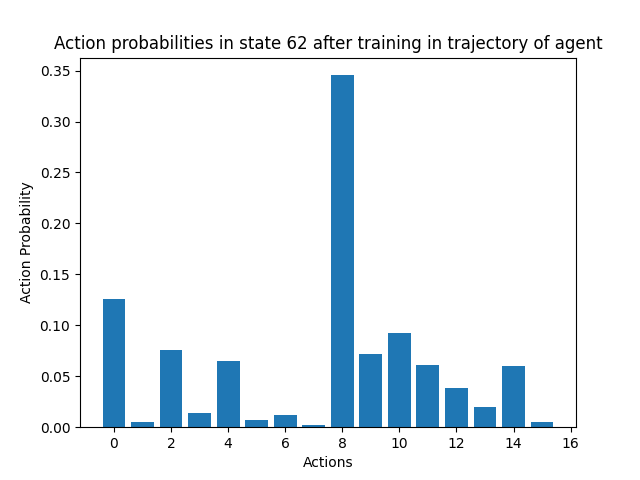 Action probabilities in state 62 after training in trajectory of agent
0.35
0.30
0.25
0.20
0.15
0.10
0.05
0.00
Action Probability
0 2 4 6 8 10 12 14 16
Actions